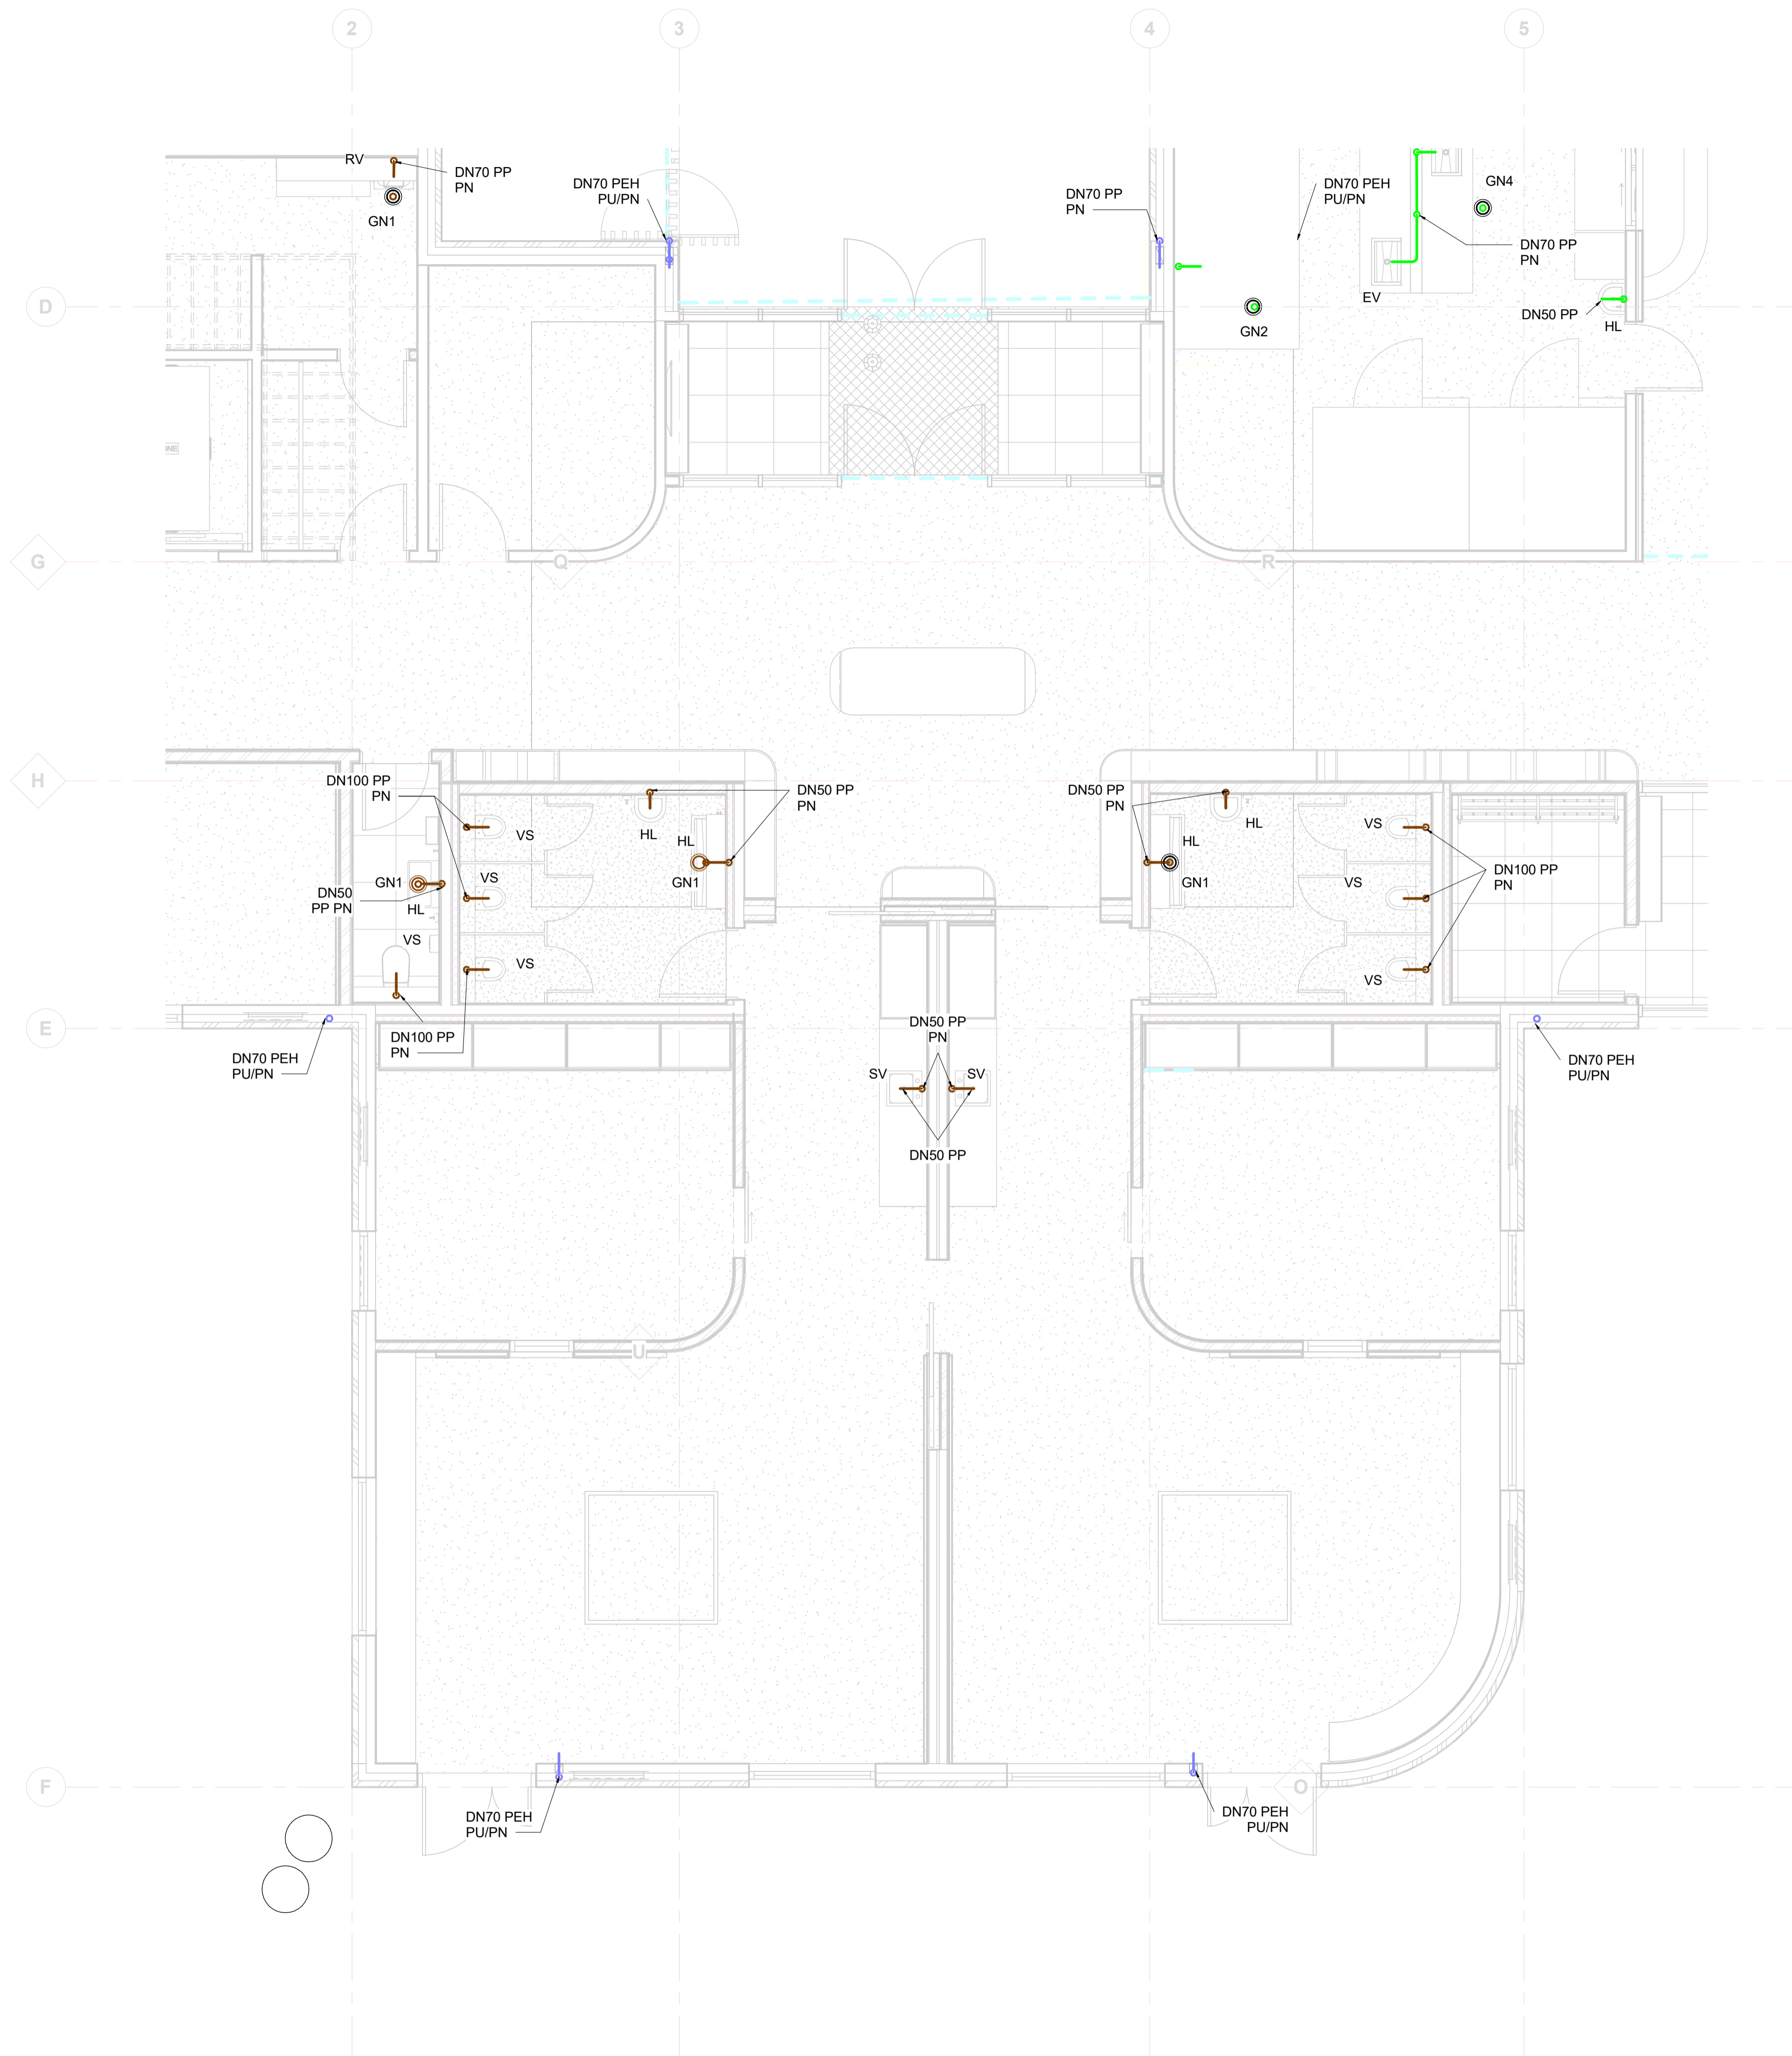 2
3
4
5
RV
DN70 PP
PN
GN1
DN70 PEH
PU/PN
DN70 PP
PN
DN70 PEH
PU/PN
GN4
DN70 PP
PN
EV
D
GN2
DN50 PP
HL
G
Q
R
H
DN100 PP
PN
DN50 PP
PN
DN50 PP
PN
VS
HL
HL
HL
HL
VS
VS
GN1
DN50
PP PN
HL
VS
GN1
GN1
VS
DN100 PP
PN
VS
VS
E
DN70 PEH
PU/PN
DN100 PP
PN
DN50 PP
PN
DN70 PEH
PU/PN
SV
SV
DN50 PP
U
F
O
DN70 PEH
PU/PN
DN70 PEH
PU/PN